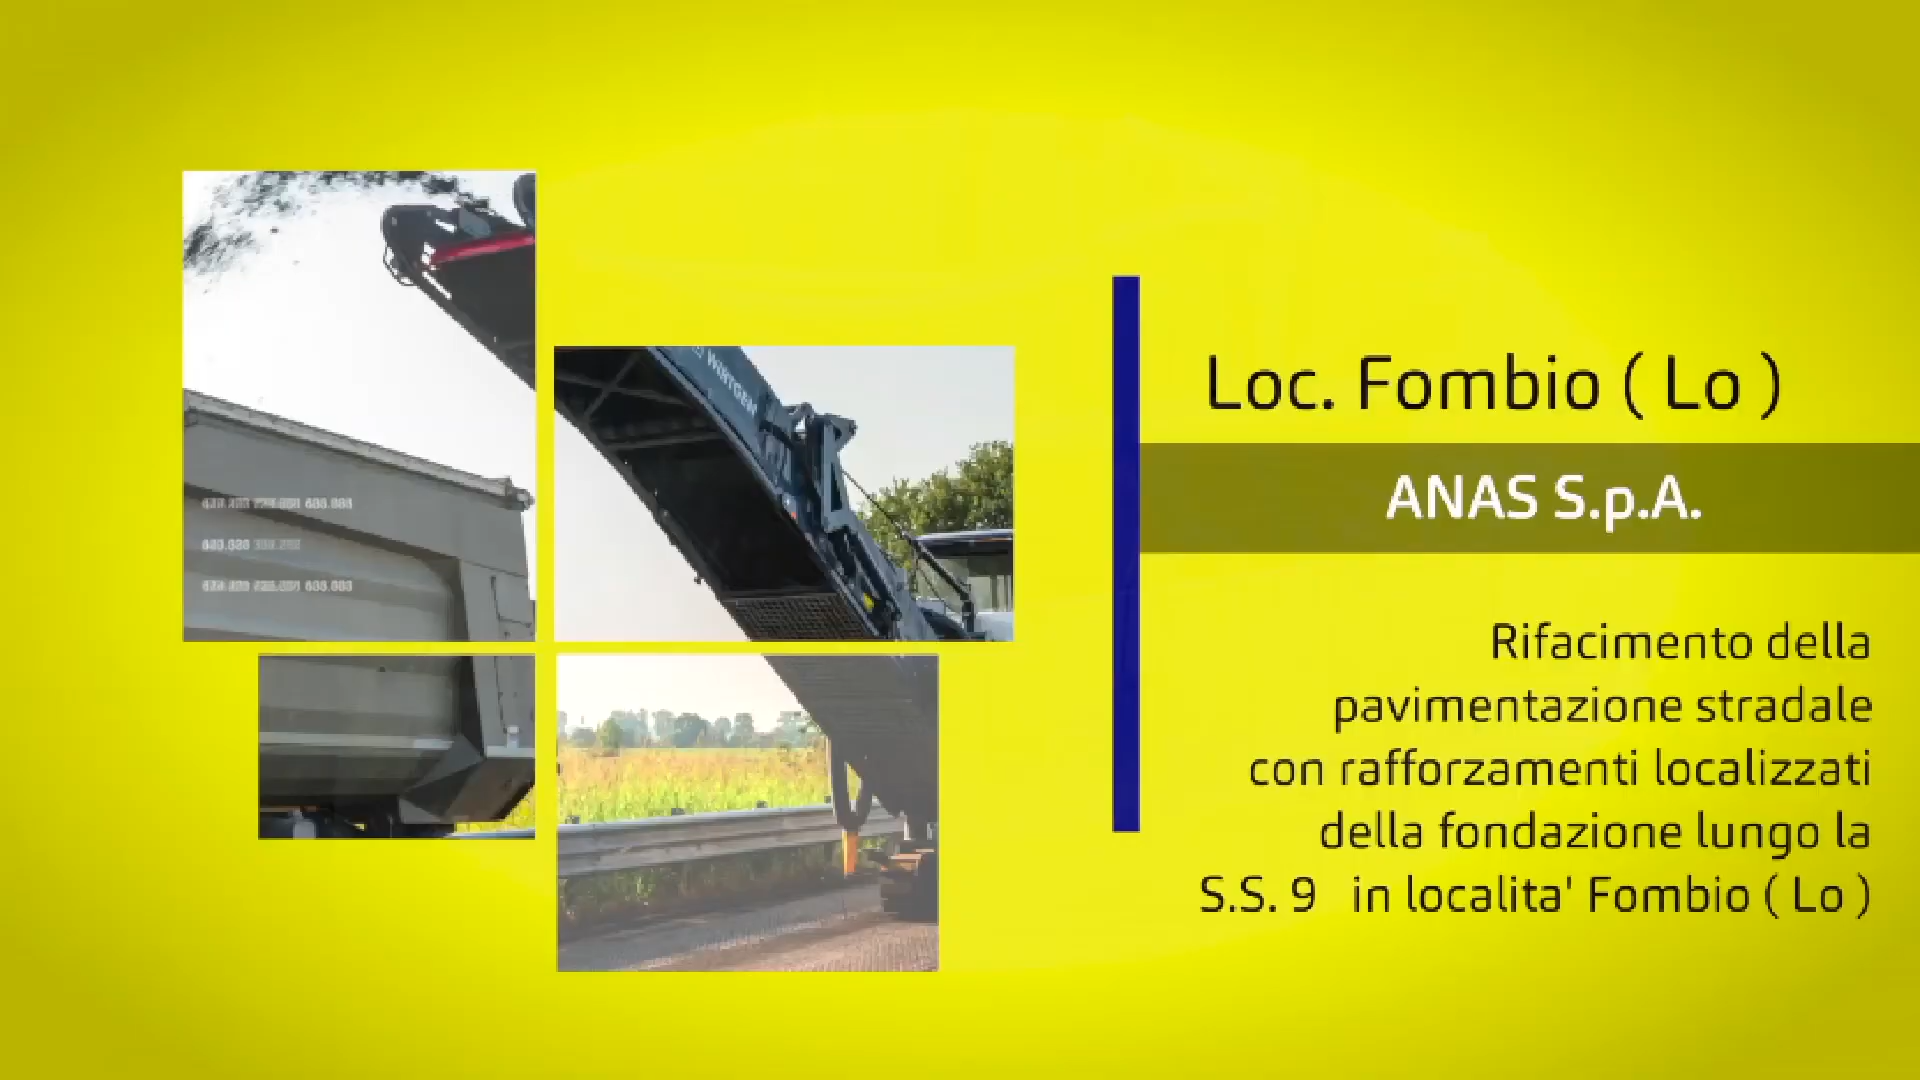 WIRTGEN
Loc. Fombio ( Lo )
ANAS S.p.A.
Rifacimento della
pavimentazione stradale
con rafforzamenti localizzati
della fondazione lungo la
S.S. 9 in localita' Fombio ( Lo )